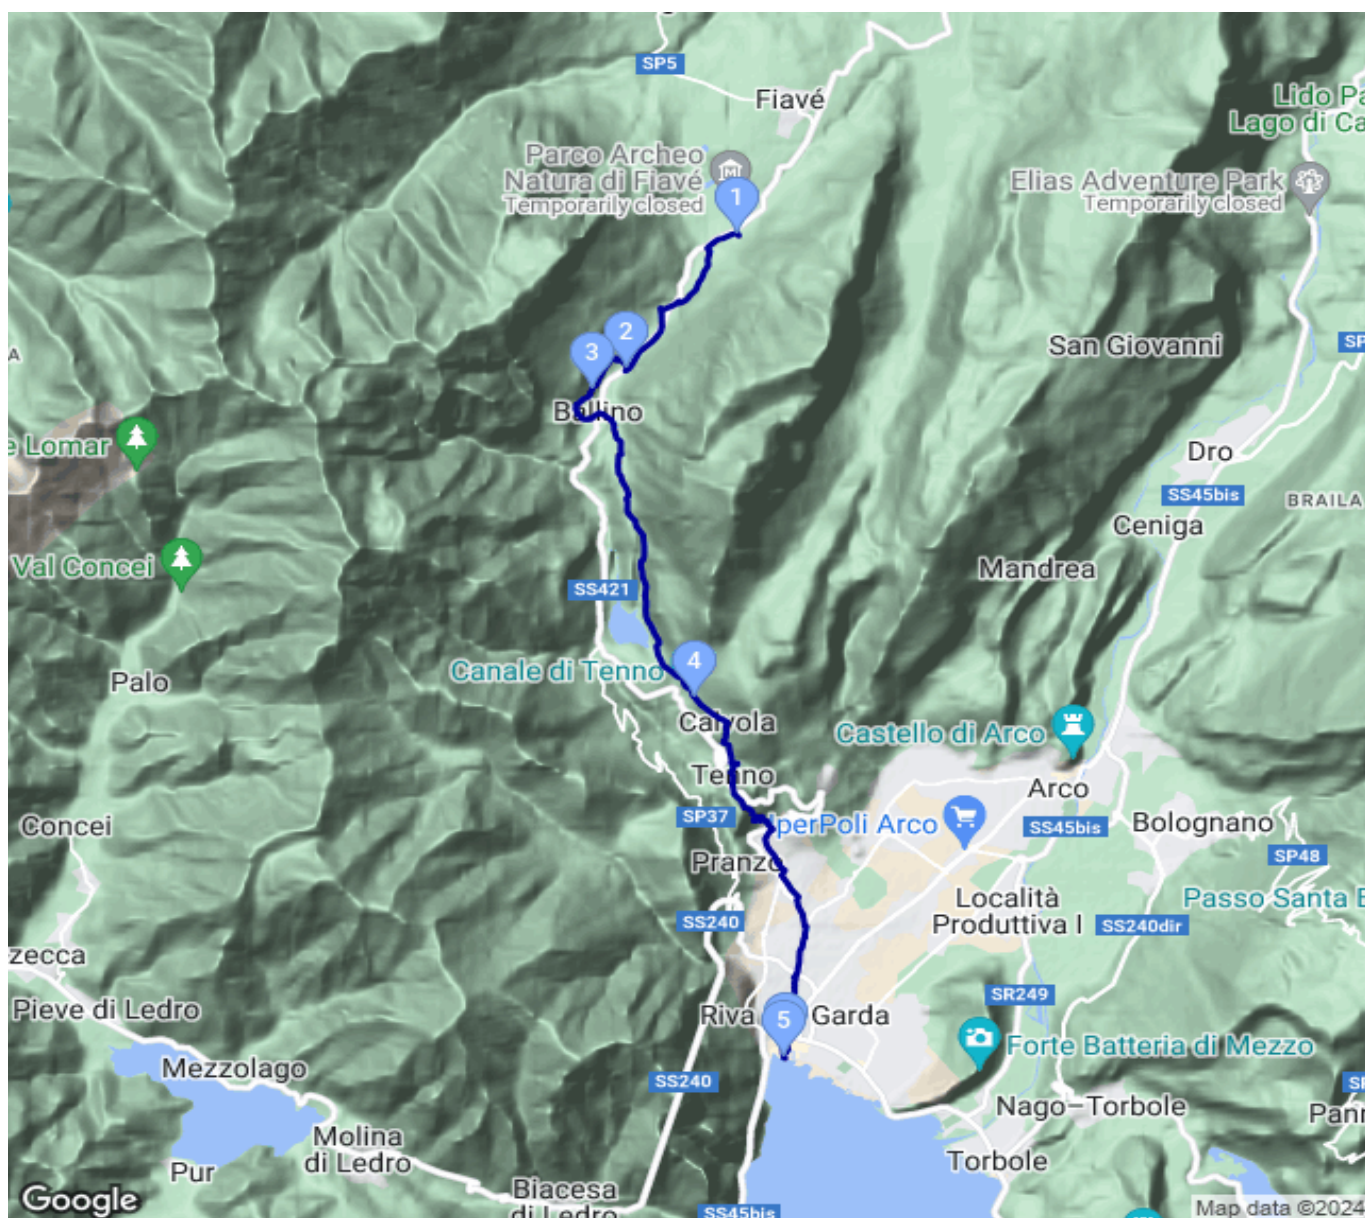 SP5
Fiavé
Lido Pa
Lago di Ca
Parco Archeo
Natura di Fiavé
Temporarily closed
Elias Adventure Park
Temporarily closed
1
San Giovanni
SP
2
3
A
Ballino
e Lomar
Dro
SS45bis
BRAILA
Ceniga
Val Concei
Mandrea
SS421
Canale di Tenno
4
Palo
Calvola
Castello di Arco
Tenno
Arco
SP37
IperPoli Arco
SS45bis
Bolognano
Concei
SP48
Pranzo
Località
Produttiva I
Passo Santa B
SS240
SS240dir
zecca
SR249
Pieve di Ledro
Riva
5
Garda
Forte Batteria di Mezzo
Mezzolago
SS240
SP
Nago–Torbole
Pann
Molina
di Ledro
Torbole
Pur
Biacesa
di Ledro
SS45bis
Google
Map data ©2024